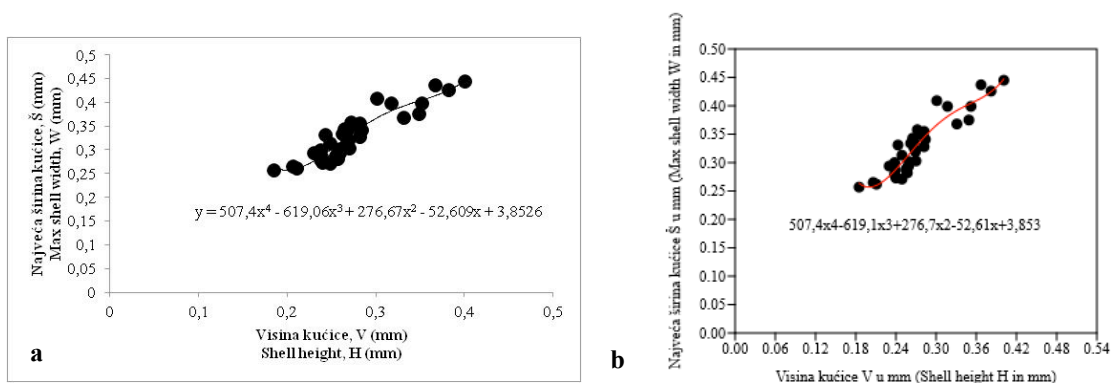 Najveća širina kućice, Š (mm)
Max shell width, W (mm)
0,5
0,45
0,4
0,35
0,3
0,25
0,2
0,15
0,1
0,05
0
y = 507,4x⁴ - 619,06x³ + 276,67x² - 52,609x + 3,8526
0 0,1 0,2 0,3 0,4 0,5
Visina kućice, V (mm)
Shell height, H (mm)
a
Najveća širina kućice Š u mm (Max shell width W in mm)
0.50
0.45
0.40
0.35
0.30
0.25
0.20
0.15
0.10
0.05
0.00
507,4x4-619,1x3+276,7x2-52,61x+3,853
0.00 0.06 0.12 0.18 0.24 0.30 0.36 0.42 0.48 0.54
Visina kućice V u mm (Shell height H in mm)
b